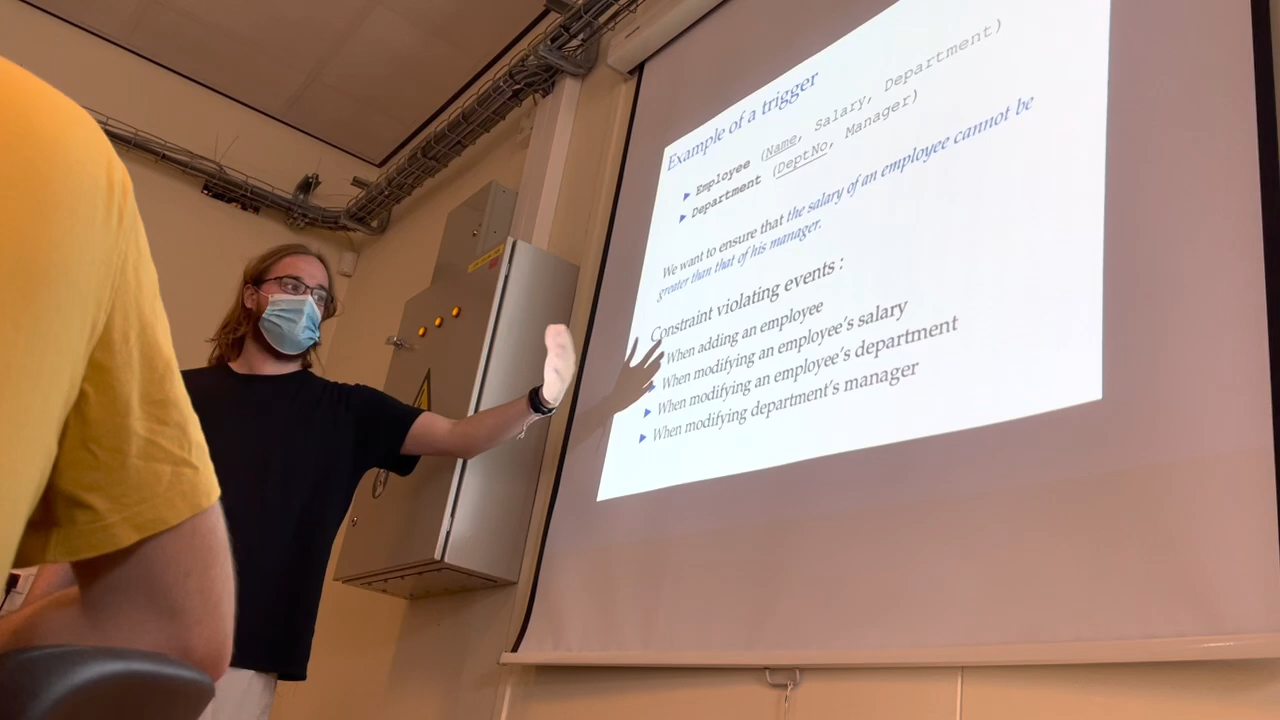 Example of a trigger
Employee (Name, Salary, Department)
Department (DeptNo, Manager)
We want to ensure that the salary of an employee cannot be
greater than that of his manager.
Constraint violating events :
When adding an employee
When modifying an employee's salary
When modifying an employee's department
When modifying department's manager